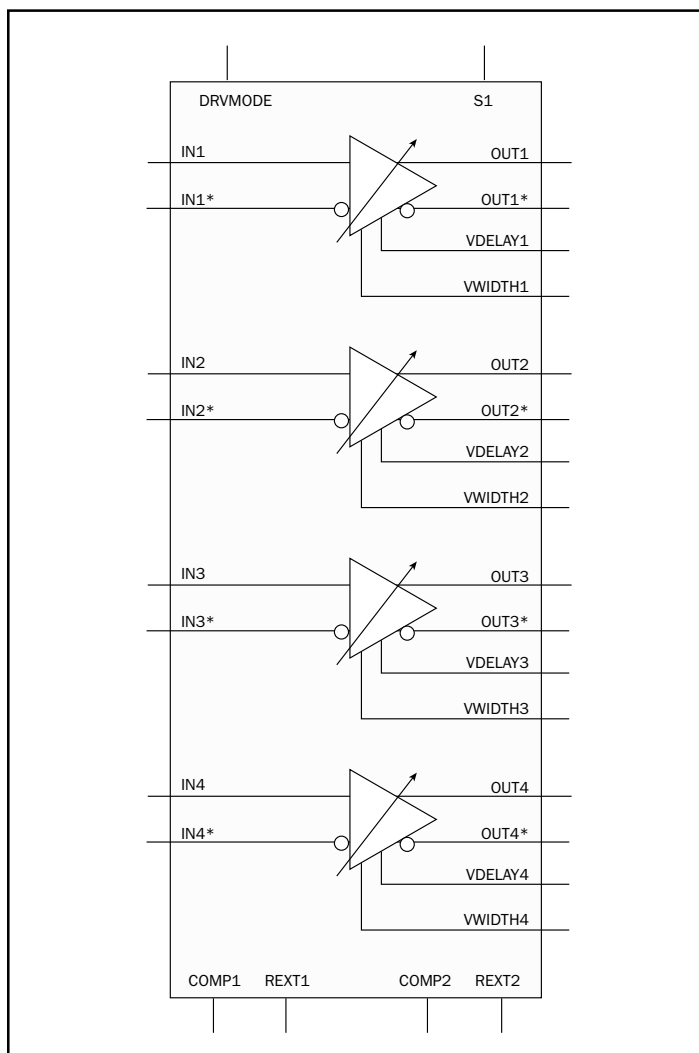 DRVMODE S1
IN1 OUT1
IN1* OUT1*
VDELAY1
VWIDTH1
IN2 OUT2
IN2* OUT2*
VDELAY2
VWIDTH2
IN3 OUT3
IN3* OUT3*
VDELAY3
VWIDTH3
IN4 OUT4
IN4* OUT4*
VDELAY4
VWIDTH4
COMP1 REXT1 COMP2 REXT2